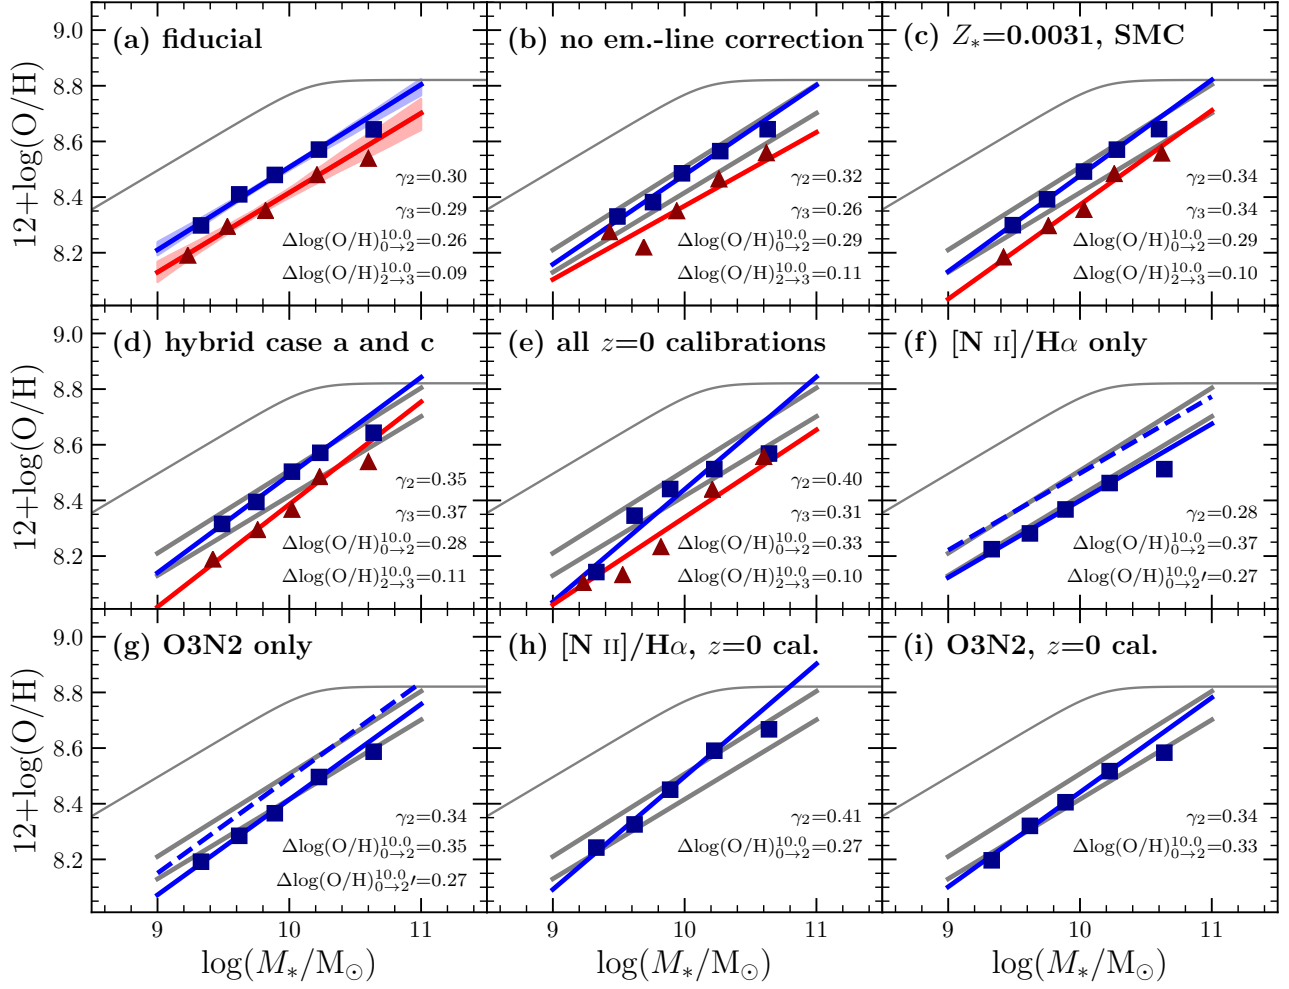 (a) fiducial
(b) no em.-line correction
(c) Z*=0.0031, SMC
9.0
8.8
8.6
8.4
8.2
12+log(O/H)
γ2=0.30
γ3=0.29
Δlog(O/H)10.0 0→2=0.26
Δlog(O/H)10.0 2→3=0.09
γ2=0.32
γ3=0.26
Δlog(O/H)10.0 0→2=0.29
Δlog(O/H)10.0 2→3=0.11
γ2=0.34
γ3=0.34
Δlog(O/H)10.0 0→2=0.29
Δlog(O/H)10.0 2→3=0.10
(d) hybrid case a and c
(e) all z=0 calibrations
(f) [N II]/Hα only
9.0
8.8
8.6
8.4
8.2
12+log(O/H)
γ2=0.35
γ3=0.37
Δlog(O/H)10.0 0→2=0.28
Δlog(O/H)10.0 2→3=0.11
γ2=0.40
γ3=0.31
Δlog(O/H)10.0 0→2=0.33
Δlog(O/H)10.0 2→3=0.10
γ2=0.28
Δlog(O/H)10.0 0→2=0.37
Δlog(O/H)10.0 0→2′=0.27
(g) O3N2 only
(h) [N II]/Hα, z=0 cal.
(i) O3N2, z=0 cal.
9.0
8.8
8.6
8.4
8.2
12+log(O/H)
γ2=0.34
Δlog(O/H)10.0 0→2=0.35
Δlog(O/H)10.0 0→2′=0.27
γ2=0.41
Δlog(O/H)10.0 0→2=0.27
γ2=0.34
Δlog(O/H)10.0 0→2=0.33
9 10 11
9 10 11
9 10 11
log(M*/M⊙)
log(M*/M⊙)
log(M*/M⊙)